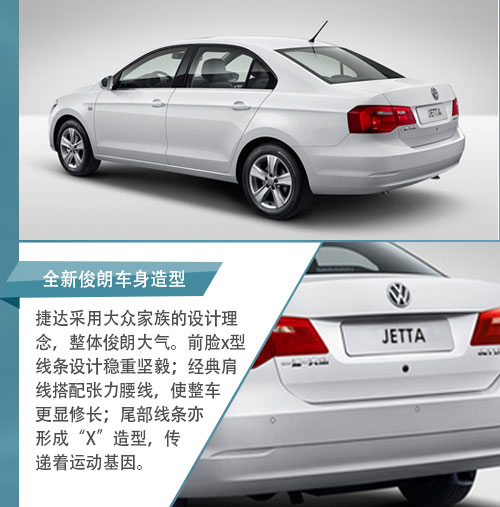 JETTA
全新俊朗车身造型
捷达采用大众家族的设计理
念，整体俊朗大气。前脸x型
线条设计稳重坚毅；经典肩
线搭配张力腰线，使整车
更显修长；尾部线条亦
形成“X”造型，传
递着运动基因。
JETTA